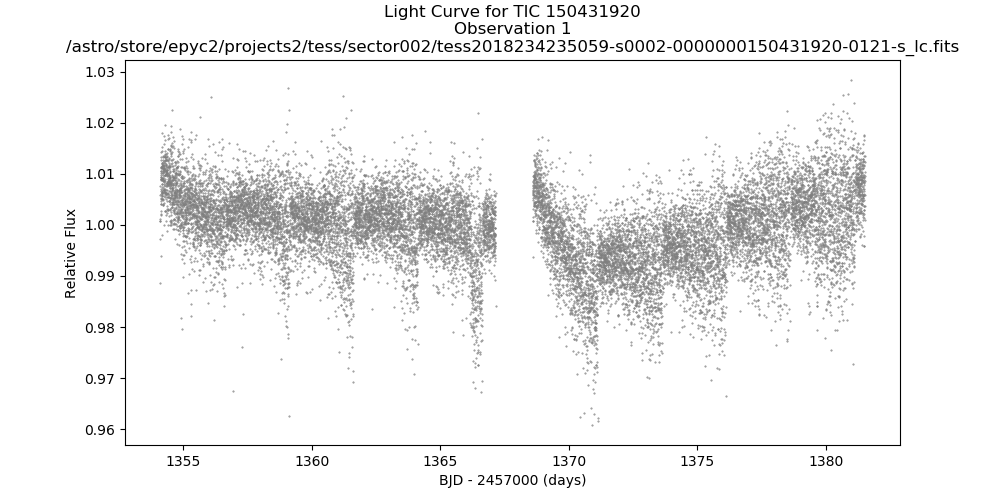 Light Curve for TIC 150431920
Observation 1
/astro/store/epyc2/projects2/tess/sector002/tess2018234235059-s0002-0000000150431920-0121-s_lc.fits
1.03
1.02
1.01
1.00
0.99
0.98
0.97
0.96
Relative Flux
1355
1360
1365
1370
1375
1380
BJD - 2457000 (days)